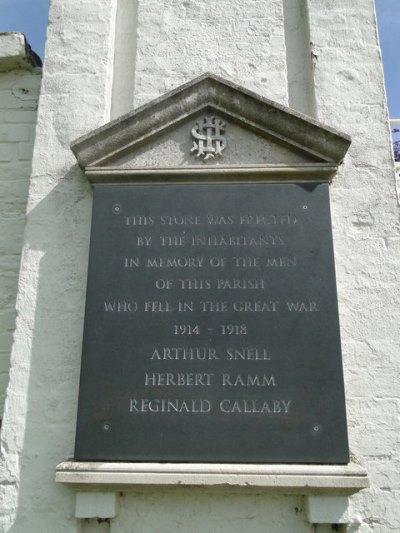 IHS
THIS STONE WAS ERECTED
BY THE INHABITANTS
IN MEMORY OF THE MEN
OF THIS PARISH
WHO FELL IN THE GREAT WAR
1914 - 1918
ARTHUR SNELL
HERBERT RAMM
REGINALD CALLABY